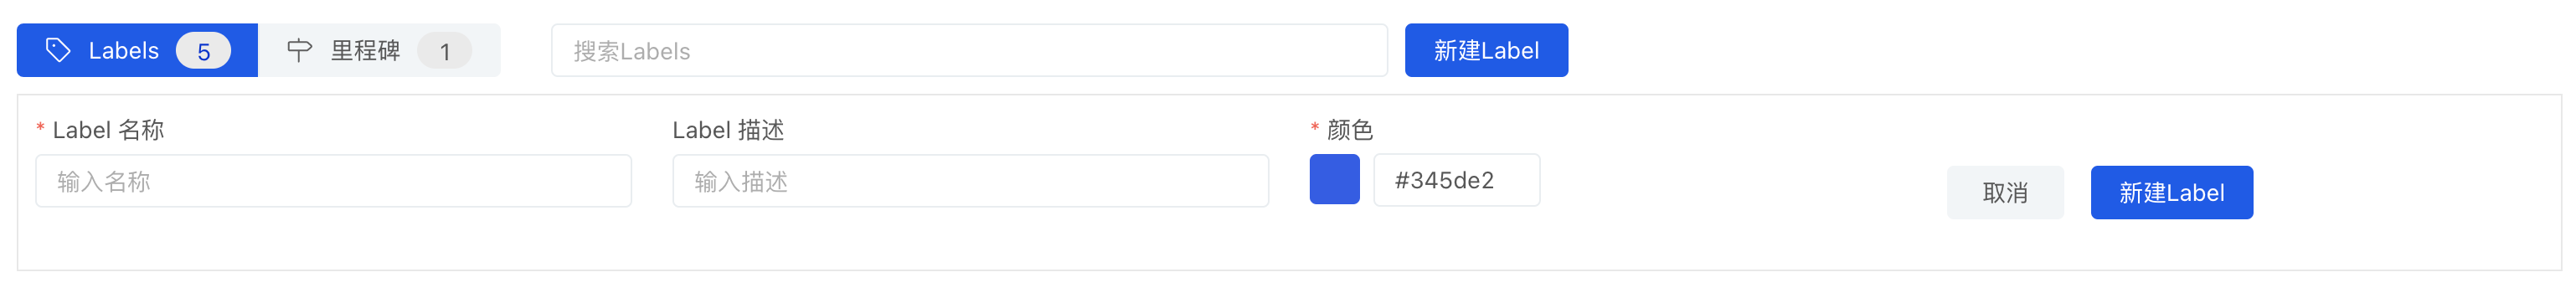 Labels 5 里程碑 1 搜索Labels 新建Label
* Label 名称 Label 描述 * 颜色
输入名称 输入描述 #345de2 取消 新建Label